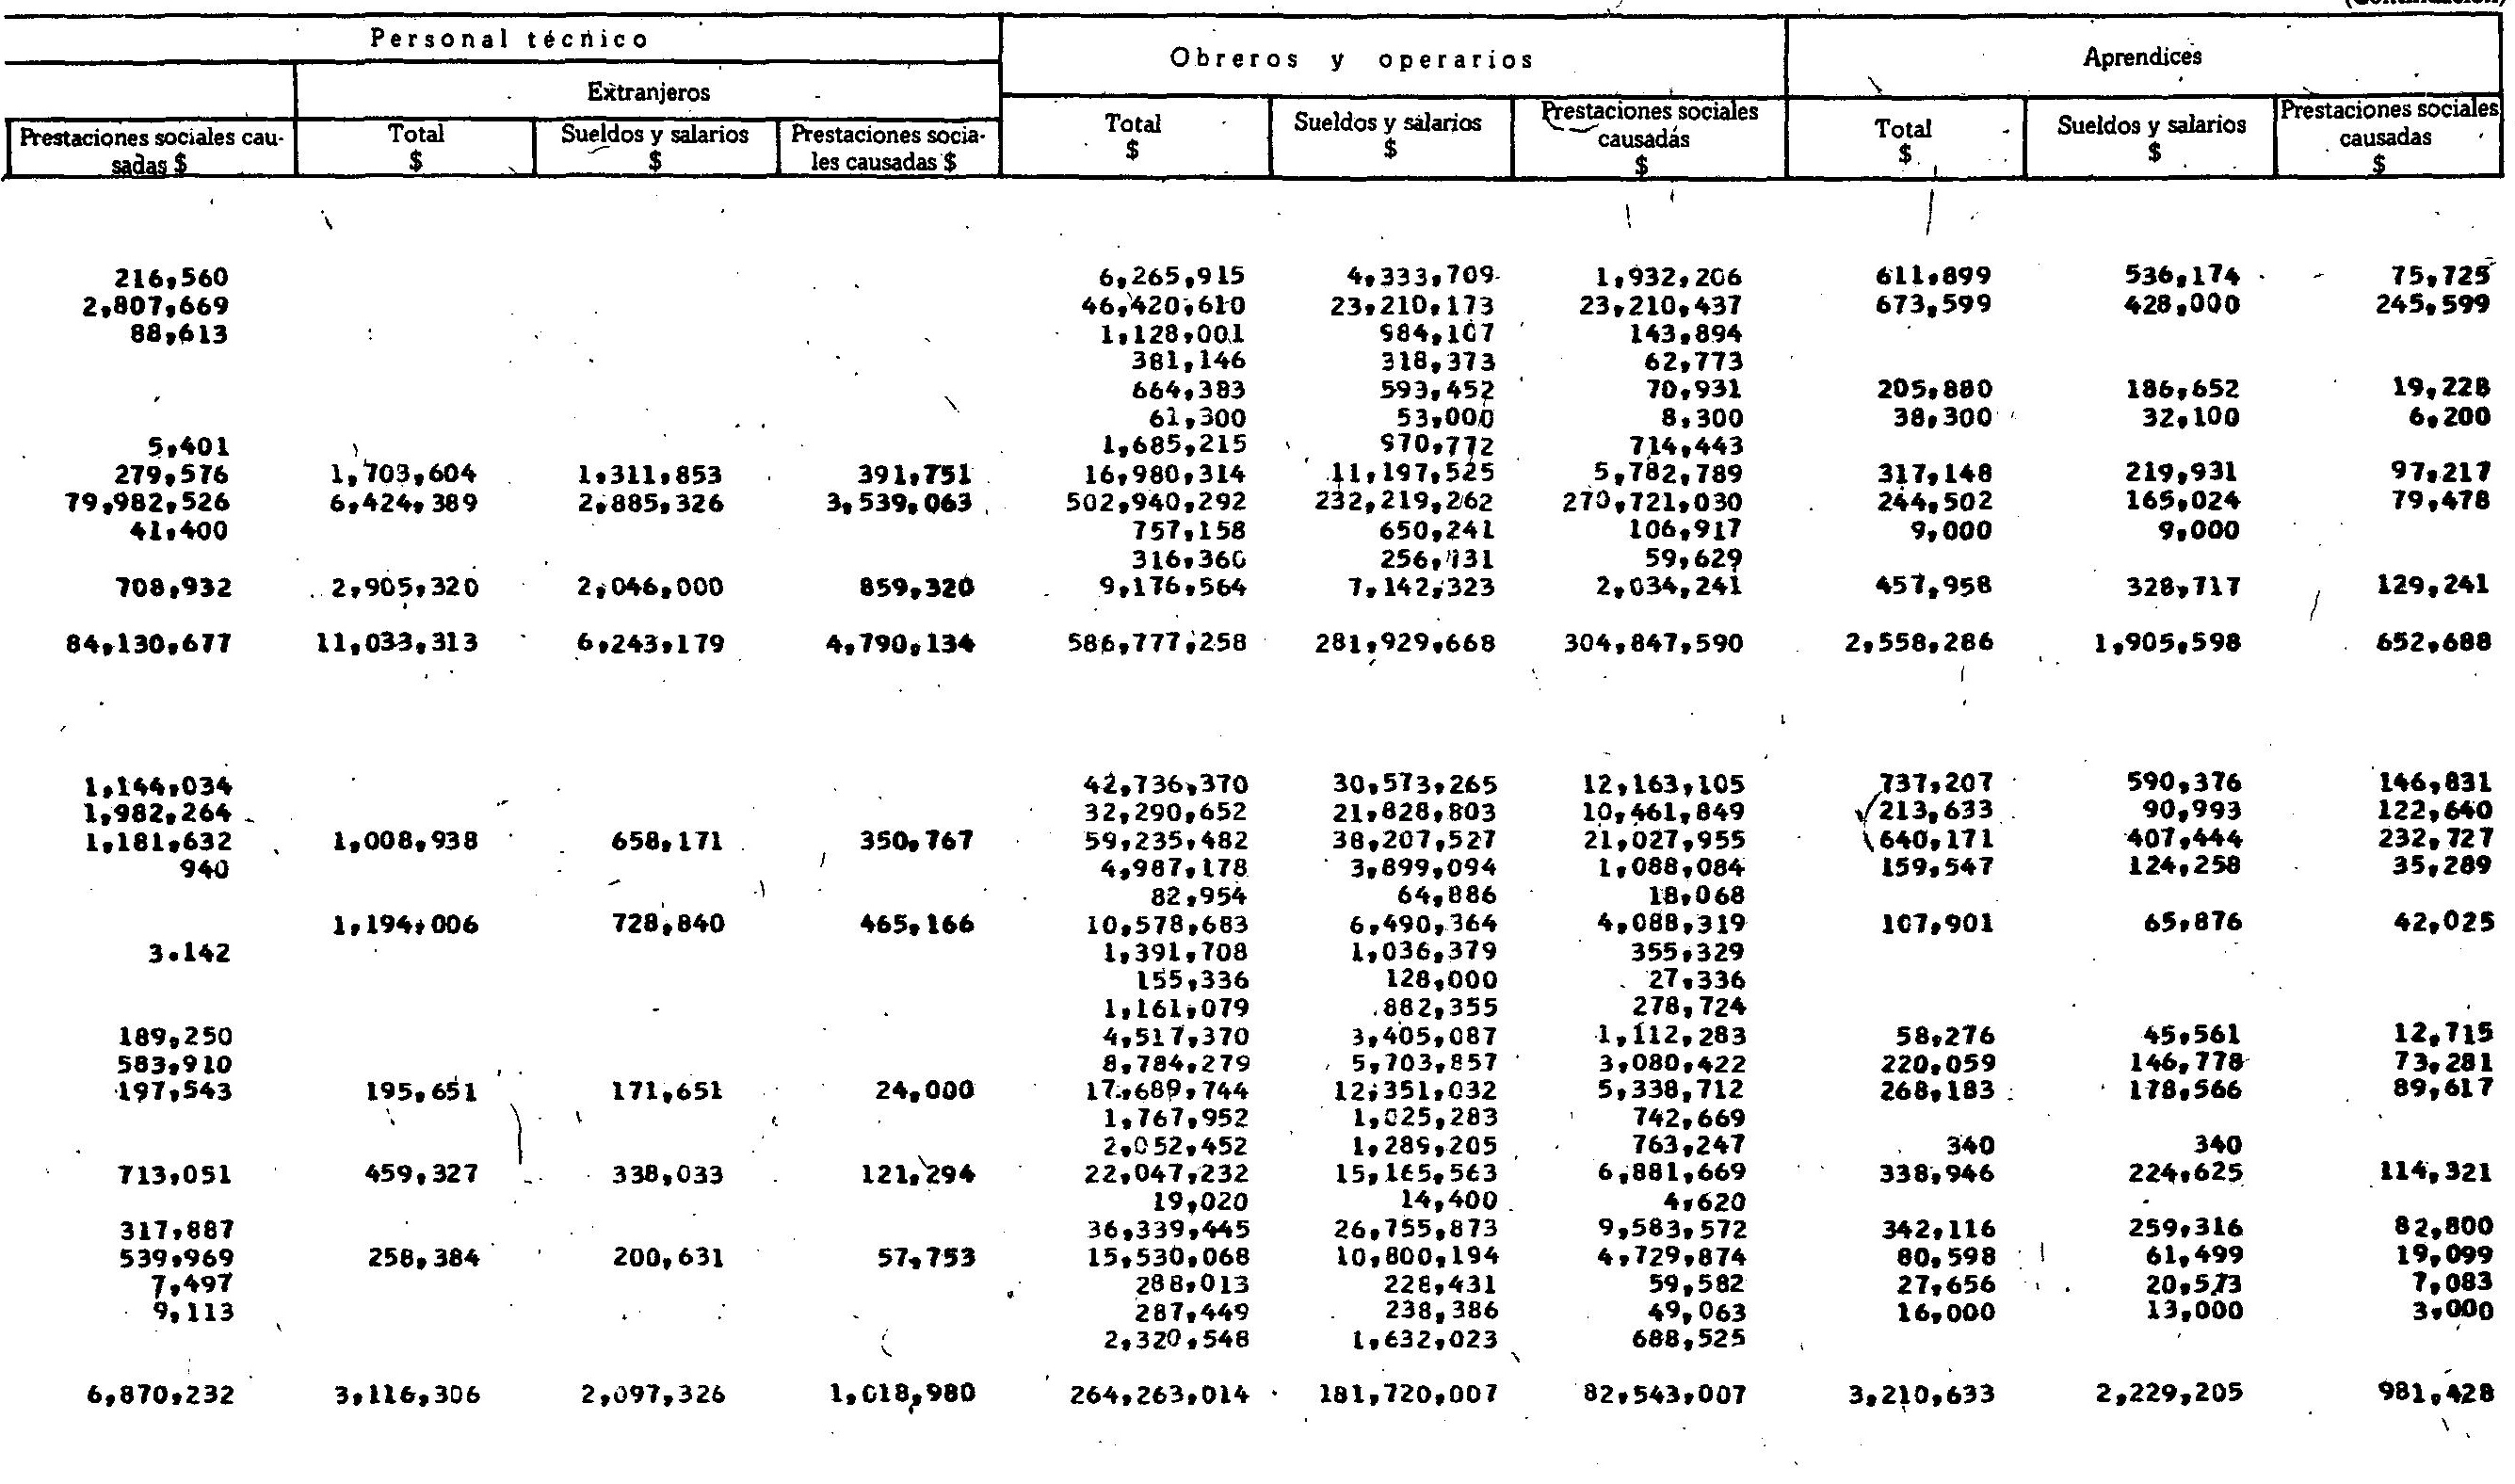 (Continuación)
Personal técnico Obreros y operarios Aprendices
Extranjeros
Prestaciones sociales cau-sadas $ Total $ Sueldos y salarios $ Prestaciones socia-les causadas $ Total $ Sueldos y salarios $ Prestaciones sociales causadas $ Total $ Sueldos y salarios $ Prestaciones sociales causadas $
216,560 6,265,915 4,333,709 1,932,206 611,899 536,174 75,725
2,807,669 46,420,610 23,210,173 23,210,437 673,599 428,000 245,599
88,613 1,128,001 984,107 143,894
381,146 318,373 62,773
664,383 593,452 70,931 205,880 186,652 19,228
61,300 53,000 8,300 38,300 32,100 6,200
5,401 1,685,215 970,772 714,443
279,576 1,703,604 1,311,853 391,751 16,980,314 11,197,525 5,782,789 317,148 219,931 97,217
79,982,526 6,424,389 2,885,326 3,539,063 502,940,292 232,219,262 270,721,030 244,502 165,024 79,478
41,400 757,158 650,241 106,917 9,000 9,000
316,360 256,731 59,629
708,932 2,905,320 2,046,000 859,320 9,176,564 7,142,323 2,034,241 457,958 328,717 129,241
84,130,677 11,033,313 6,243,179 4,790,134 586,777,258 281,929,668 304,847,590 2,558,286 1,905,598 652,688
1,144,034 42,736,370 30,573,265 12,163,105 737,207 590,376 146,831
1,982,264 32,290,652 21,828,803 10,461,849 213,633 90,993 122,640
1,181,632 1,008,938 658,171 350,767 59,235,482 38,207,527 21,027,955 640,171 407,444 232,727
940 4,987,178 3,899,094 1,088,084 159,547 124,258 35,289
82,954 64,886 18,068
1,194,006 728,840 465,166 10,578,683 6,490,364 4,088,319 107,901 65,876 42,025
3.142 1,391,708 1,036,379 355,329
155,336 128,000 27,336
1,161,079 882,355 278,724
189,250 4,517,370 3,405,087 1,112,283 58,276 45,561 12,715
583,910 8,784,279 5,703,857 3,080,422 220,059 146,778 73,281
197,543 195,651 171,651 24,000 17,689,744 12,351,032 5,338,712 268,183 178,566 89,617
1,767,952 1,025,283 742,669
2,052,452 1,289,205 763,247 340 340
713,051 459,327 338,033 121,294 22,047,232 15,165,563 6,881,669 338,946 224,625 114,321
19,020 14,400 4,620
317,887 36,339,445 26,755,873 9,583,572 342,116 259,316 82,800
539,969 258,384 200,631 57,753 15,530,068 10,800,194 4,729,874 80,598 61,499 19,099
7,497 288,013 228,431 59,582 27,656 20,573 7,083
9,113 287,449 238,386 49,063 16,000 13,000 3,000
2,320,548 1,632,023 688,525
6,870,232 3,116,306 2,097,326 1,018,980 264,263,014 181,720,007 82,543,007 3,210,633 2,229,205 981,428